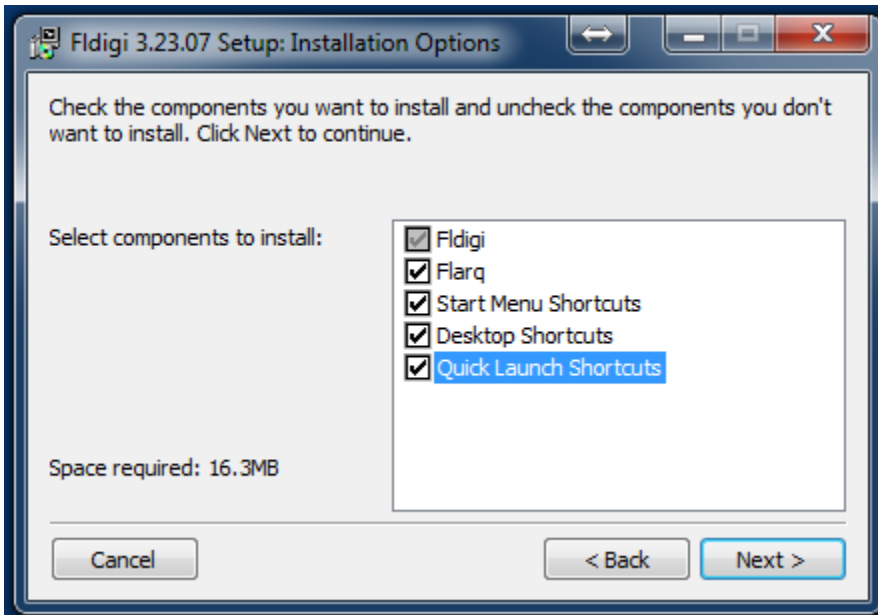 Fldigi 3.23.07 Setup: Installation Options
Check the components you want to install and uncheck the components you don't
want to install. Click Next to continue.
Select components to install:
Fldigi
Flarq
Start Menu Shortcuts
Desktop Shortcuts
Quick Launch Shortcuts
Space required: 16.3MB
Cancel
< Back
Next >